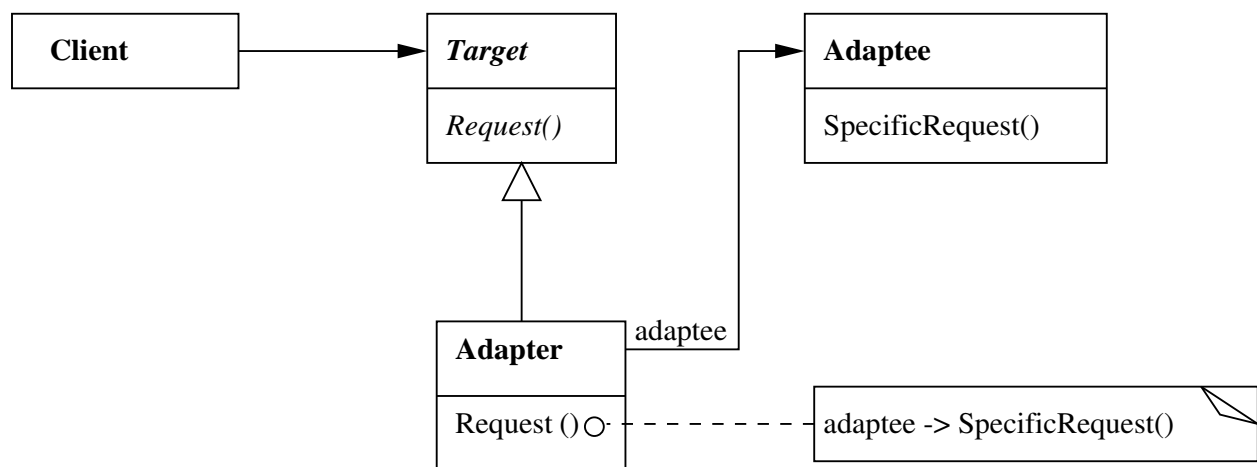 Client
Target
Adaptee
Request()
SpecificRequest()
adaptee
Adapter
Request ()
adaptee -> SpecificRequest()